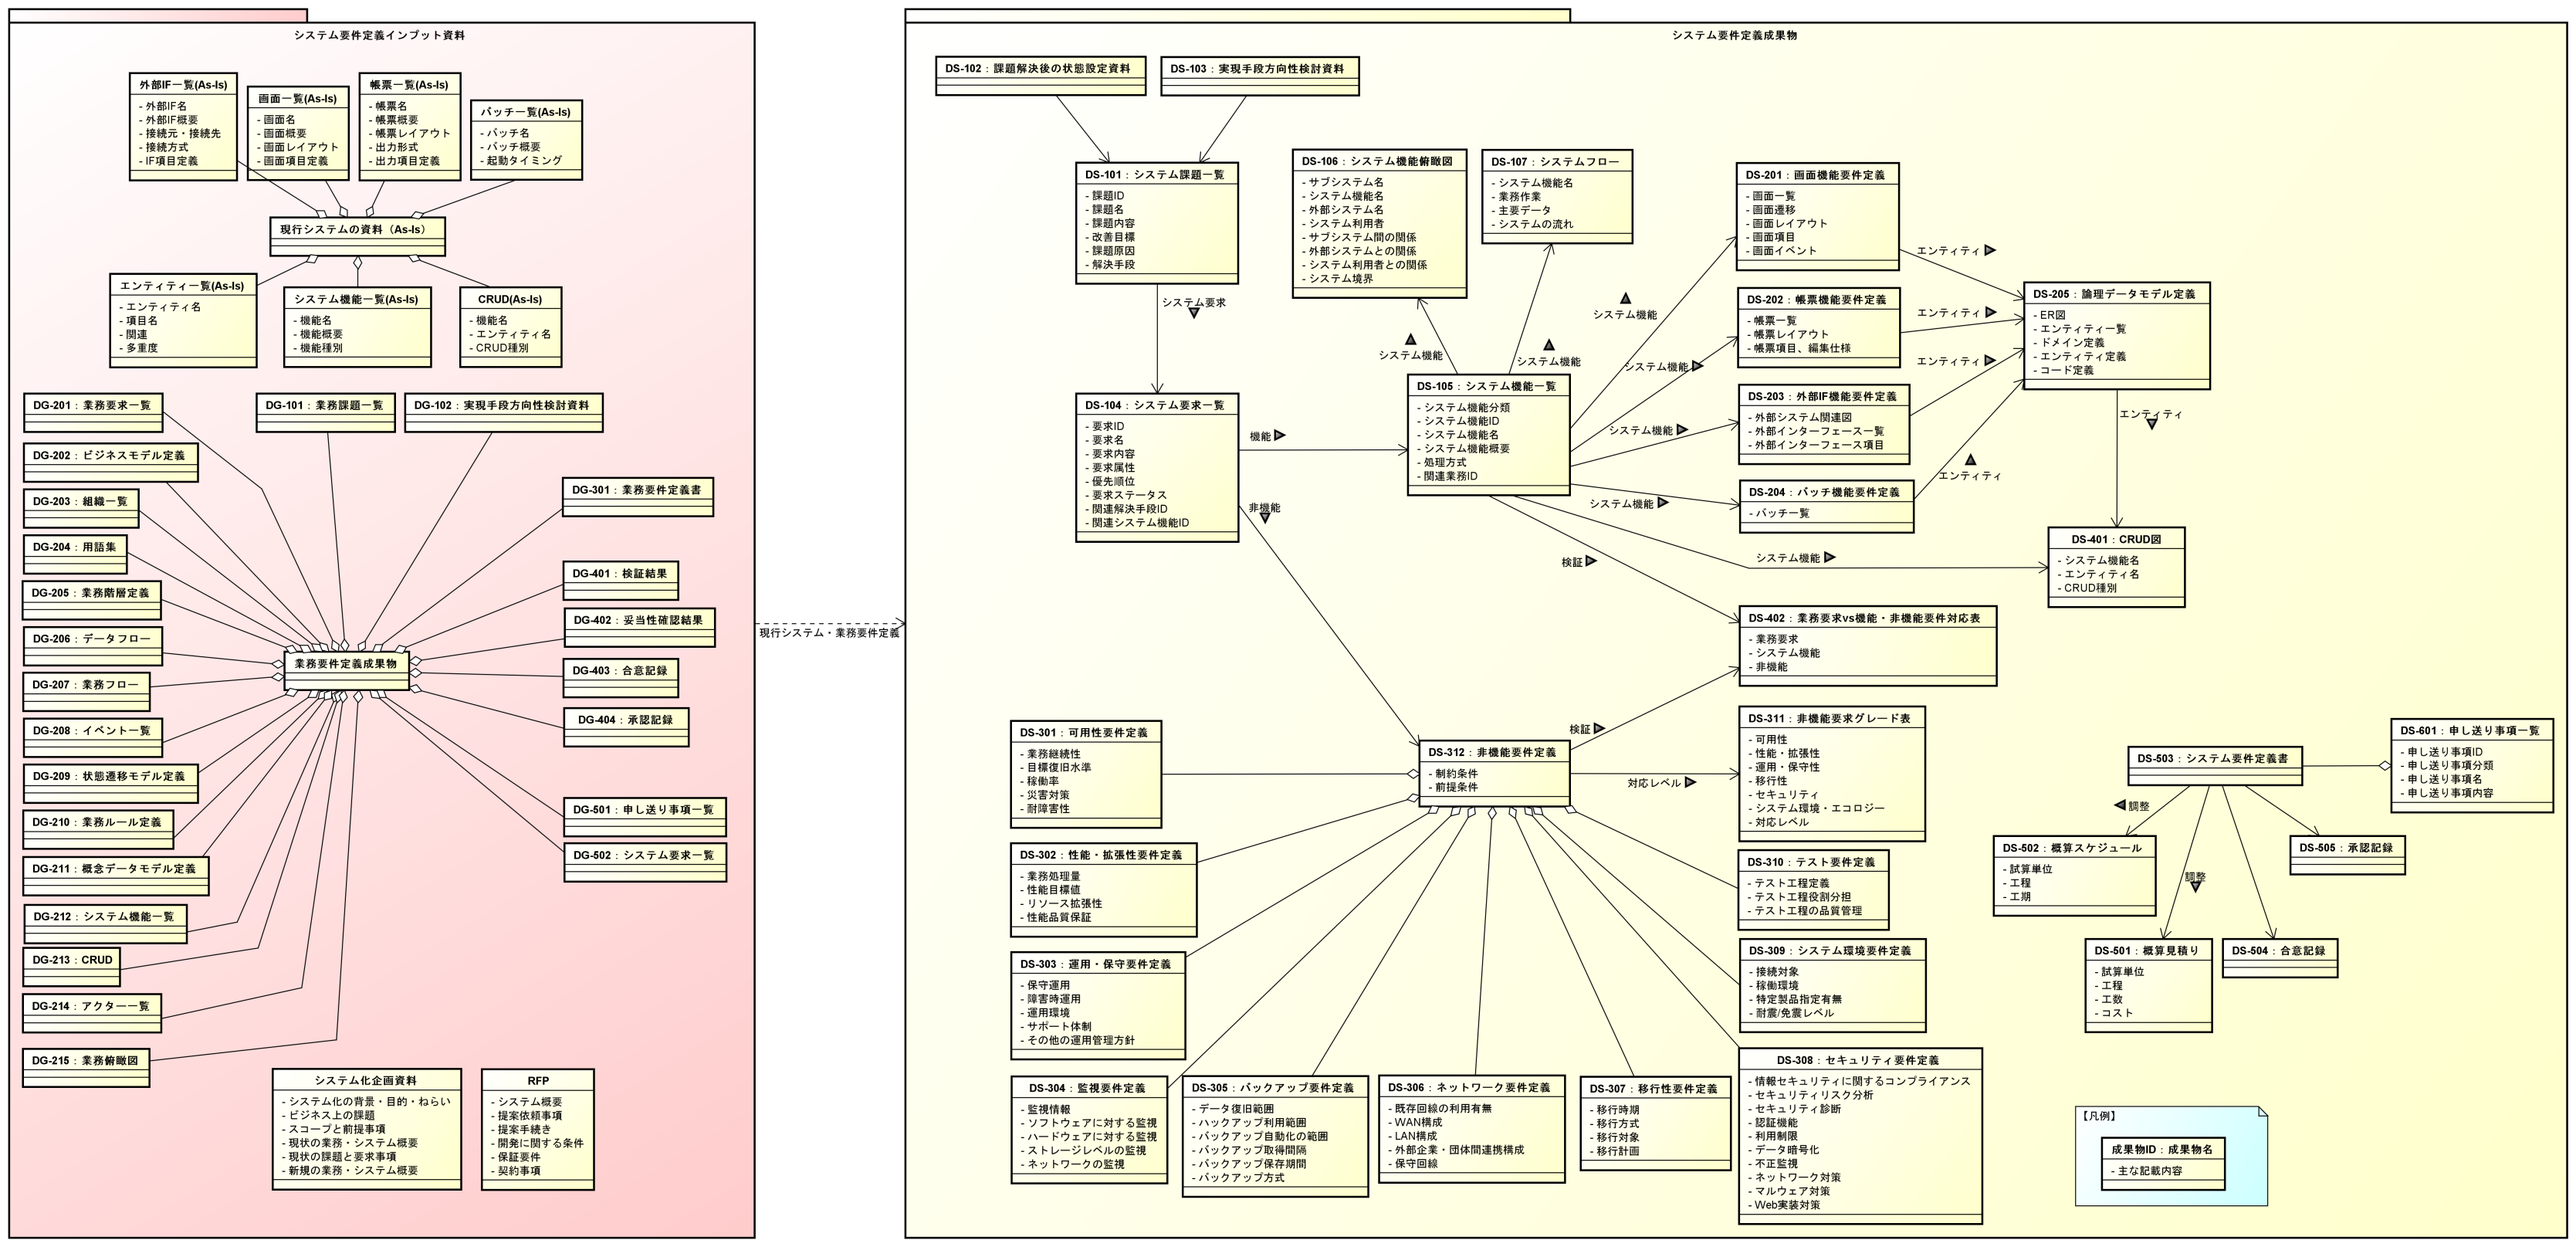 システム要件定義インプット資料
外部IF一覧(As-Is)
- 外部IF名
- 外部IF概要
- 接続元・接続先
- 接続方式
- IF項目定義
画面一覧(As-Is)
- 画面名
- 画面概要
- 画面レイアウト
- 画面項目定義
帳票一覧(As-Is)
- 帳票名
- 帳票概要
- 帳票レイアウト
- 出力形式
- 出力項目定義
バッチ一覧(As-Is)
- バッチ名
- バッチ概要
- 起動タイミング
現行システムの資料（As-Is）
エンティティ一覧(As-Is)
- エンティティ名
- 項目名
- 関連
- 多重度
システム機能一覧(As-Is)
- 機能名
- 機能概要
- 機能種別
CRUD(As-Is)
- 機能名
- エンティティ名
- CRUD種別
DG-201：業務要求一覧
DG-101：業務課題一覧
DG-102：実現手段方向性検討資料
DG-202：ビジネスモデル定義
DG-203：組織一覧
DG-204：用語集
DG-205：業務階層定義
DG-206：データフロー
DG-207：業務フロー
DG-208：イベント一覧
DG-209：状態遷移モデル定義
DG-210：業務ルール定義
DG-211：概念データモデル定義
DG-212：システム機能一覧
DG-213：CRUD
DG-214：アクター一覧
DG-215：業務俯瞰図
業務要件定義成果物
DG-301：業務要件定義書
DG-401：検証結果
DG-402：妥当性確認結果
DG-403：合意記録
DG-404：承認記録
DG-501：申し送り事項一覧
DG-502：システム要求一覧
システム化企画資料
- システム化の背景・目的・ねらい
- ビジネス上の課題
- スコープと前提事項
- 現状の業務・システム概要
- 現状の課題と要求事項
- 新規の業務・システム概要
RFP
- システム概要
- 提案依頼事項
- 提案手続き
- 開発に関する条件
- 保証要件
- 契約事項
現行システム・業務要件定義
システム要件定義成果物
DS-102：課題解決後の状態設定資料
DS-103：実現手段方向性検討資料
DS-101：システム課題一覧
- 課題ID
- 課題名
- 課題内容
- 改善目標
- 課題原因
- 解決手段
システム要求
DS-104：システム要求一覧
- 要求ID
- 要求名
- 要求内容
- 要求属性
- 優先順位
- 要求ステータス
- 関連解決手段ID
- 関連システム機能ID
機能
非機能
DS-106：システム機能俯瞰図
- サブシステム名
- システム機能名
- 外部システム名
- システム利用者
- サブシステム間の関係
- 外部システムとの関係
- システム利用者との関係
- システム境界
DS-107：システムフロー
- システム機能名
- 業務作業
- 主要データ
- システムの流れ
システム機能
システム機能
システム機能
システム機能
システム機能
システム機能
システム機能
DS-105：システム機能一覧
- システム機能分類
- システム機能ID
- システム機能名
- システム機能概要
- 処理方式
- 関連業務ID
DS-201：画面機能要件定義
- 画面一覧
- 画面遷移
- 画面レイアウト
- 画面項目
- 画面イベント
DS-202：帳票機能要件定義
- 帳票一覧
- 帳票レイアウト
- 帳票項目、編集仕様
DS-203：外部IF機能要件定義
- 外部システム関連図
- 外部インターフェース一覧
- 外部インターフェース項目
DS-204：バッチ機能要件定義
- バッチ一覧
エンティティ
エンティティ
エンティティ
エンティティ
エンティティ
DS-205：論理データモデル定義
- ER図
- エンティティ一覧
- ドメイン定義
- エンティティ定義
- コード定義
DS-401：CRUD図
- システム機能名
- エンティティ名
- CRUD種別
検証
DS-402：業務要求vs機能・非機能要件対応表
- 業務要求
- システム機能
- 非機能
検証
対応レベル
DS-312：非機能要件定義
- 制約条件
- 前提条件
DS-311：非機能要求グレード表
- 可用性
- 性能・拡張性
- 運用・保守性
- 移行性
- セキュリティ
- システム環境・エコロジー
- 対応レベル
DS-301：可用性要件定義
- 業務継続性
- 目標復旧水準
- 稼働率
- 災害対策
- 耐障害性
DS-302：性能・拡張性要件定義
- 業務処理量
- 性能目標値
- リソース拡張性
- 性能品質保証
DS-303：運用・保守要件定義
- 保守運用
- 障害時運用
- 運用環境
- サポート体制
- その他の運用管理方針
DS-304：監視要件定義
- 監視情報
- ソフトウェアに対する監視
- ハードウェアに対する監視
- ストレージレベルの監視
- ネットワークの監視
DS-305：バックアップ要件定義
- データ復旧範囲
- バックアップ利用範囲
- バックアップ自動化の範囲
- バックアップ取得間隔
- バックアップ保存期間
- バックアップ方式
DS-306：ネットワーク要件定義
- 既存回線の利用有無
- WAN構成
- LAN構成
- 外部企業・団体間連携構成
- 保守回線
DS-307：移行性要件定義
- 移行時期
- 移行方式
- 移行対象
- 移行計画
DS-310：テスト要件定義
- テスト工程定義
- テスト工程役割分担
- テスト工程の品質管理
DS-309：システム環境要件定義
- 接続対象
- 稼働環境
- 特定製品指定有無
- 耐震/免震レベル
DS-308：セキュリティ要件定義
- 情報セキュリティに関するコンプライアンス
- セキュリティリスク分析
- セキュリティ診断
- 認証機能
- 利用制限
- データ暗号化
- 不正監視
- ネットワーク対策
- マルウェア対策
- Web実装対策
DS-503：システム要件定義書
DS-601：申し送り事項一覧
- 申し送り事項ID
- 申し送り事項分類
- 申し送り事項名
- 申し送り事項内容
調整
調整
DS-502：概算スケジュール
- 試算単位
- 工程
- 工期
DS-505：承認記録
DS-501：概算見積り
- 試算単位
- 工程
- 工数
- コスト
DS-504：合意記録
【凡例】
成果物ID：成果物名
- 主な記載内容